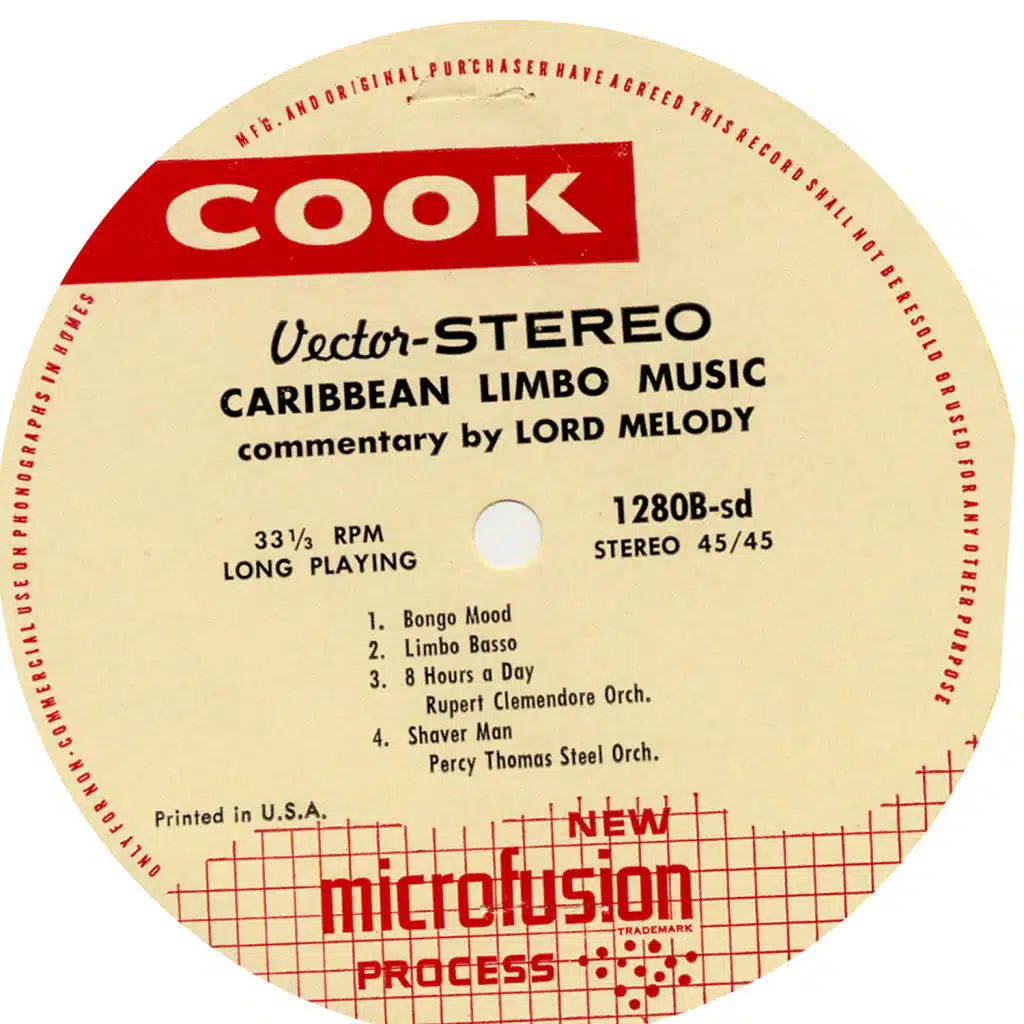 MFG. AND ORIGINAL PURCHASER HAVE AGREED THIS RECORD SHALL NOT BE RESOLD OR USED FOR ANY OTHER PURPOSE
COOK
Vector-STEREO
CARIBBEAN LIMBO MUSIC
commentary by LORD MELODY
33 1/3 RPM
LONG PLAYING
1280B-sd
STEREO 45/45
1. Bongo Mood
2. Limbo Basso
3. 8 Hours a Day
Rupert Clemendore Orch.
4. Shaver Man
Percy Thomas Steel Orch.
Printed in U.S.A.
ONLY FOR NON-COMMERCIAL USE ON PHONOGRAPHS IN HOMES
NEW
microfusion
TRADEMARK
PROCESS